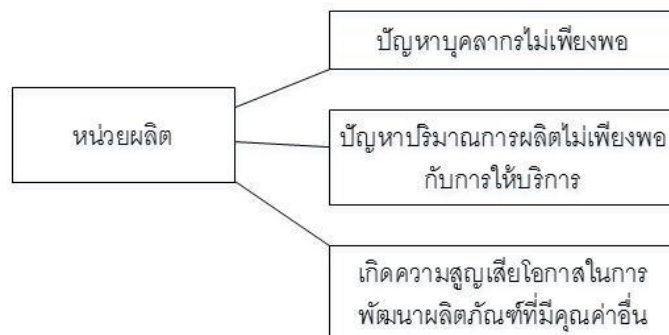 ปัญหาบุคลากรไม่เพียงพอ
หน่วยผลิต
ปัญหาปริมาณการผลิตไม่เพียงพอ
กับการให้บริการ
เกิดความสูญเสียโอกาสในการ
พัฒนาผลิตภัณฑ์ที่มีคุณค่าอื่น